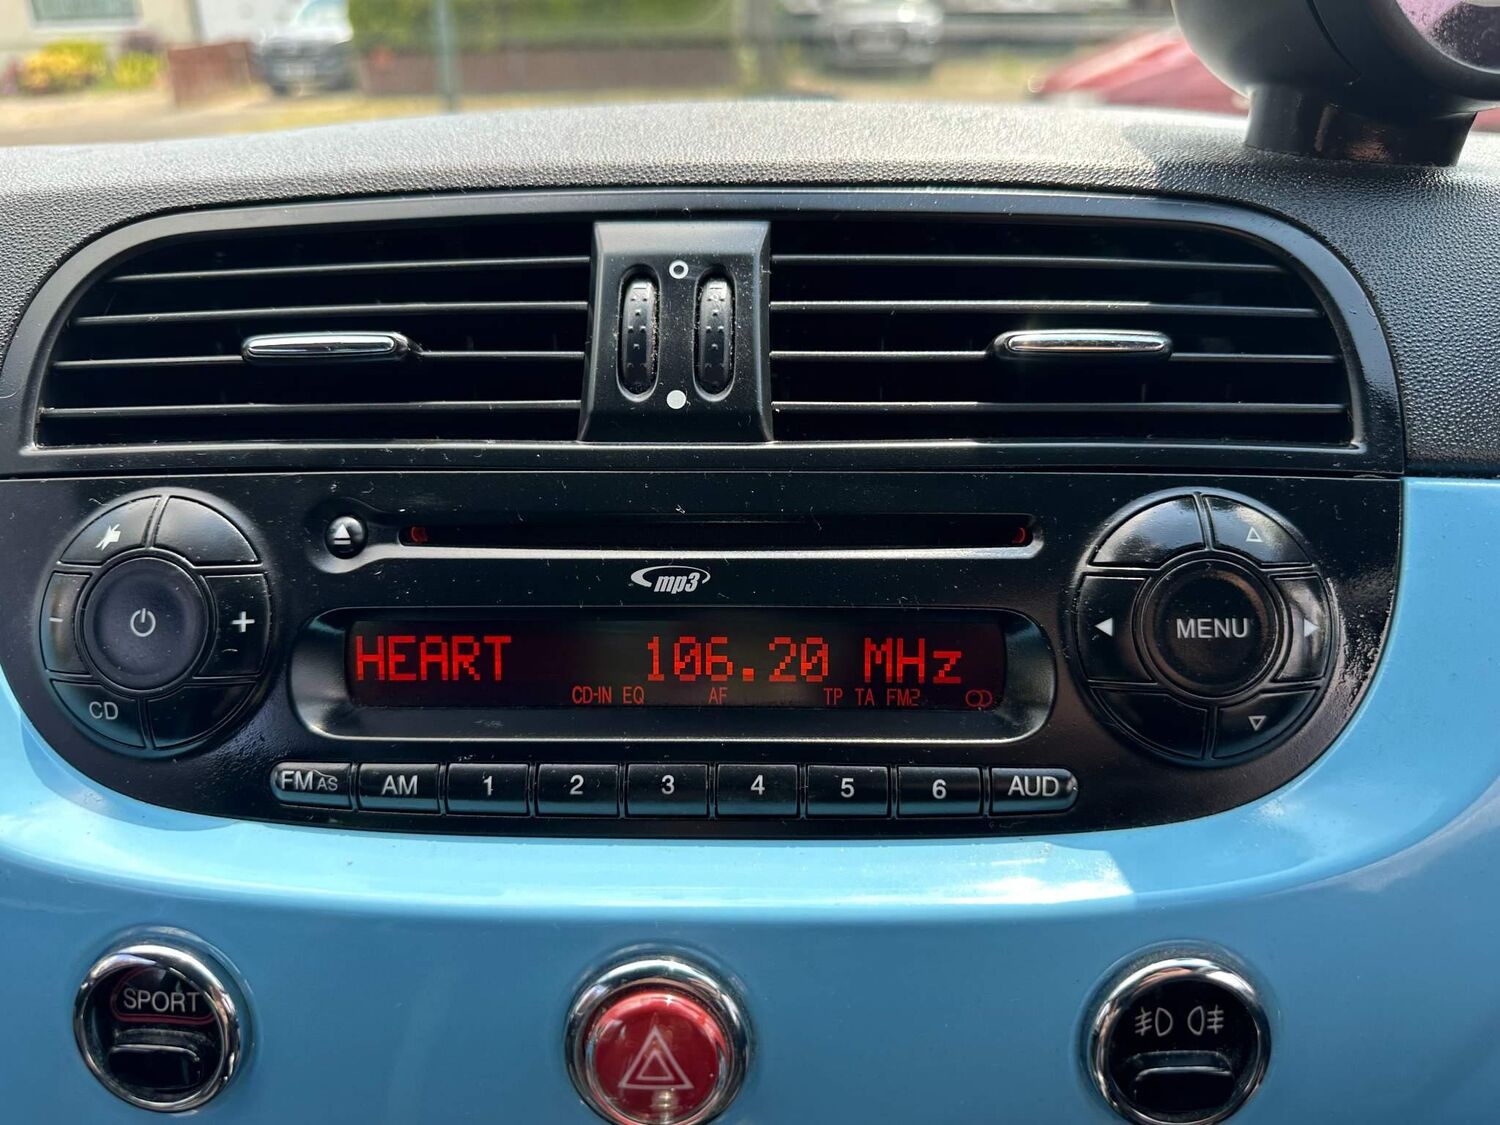 mp3
HEART 106.20 MHz
CD-IN EQ AF TP TA FM2
MENU
CD
FM AS AM 1 2 3 4 5 6 AUD
SPORT